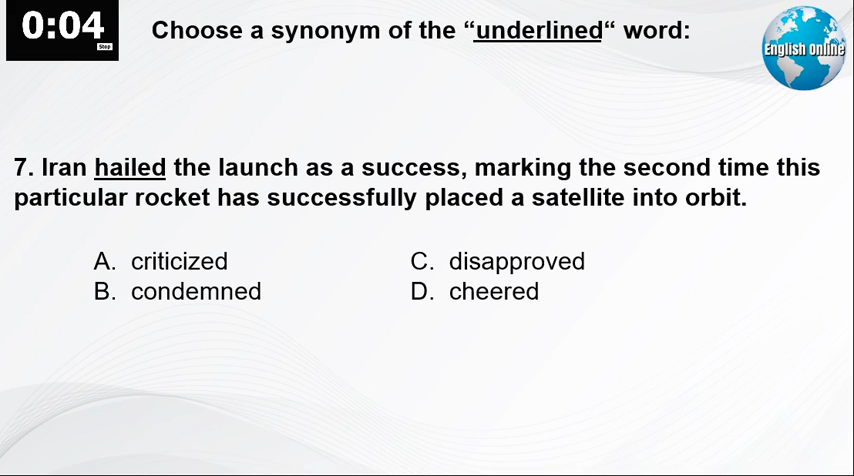 0:04
Stop
Choose a synonym of the “underlined“ word:
English Online
7. Iran hailed the launch as a success, marking the second time this
particular rocket has successfully placed a satellite into orbit.
A. criticized
B. condemned
C. disapproved
D. cheered